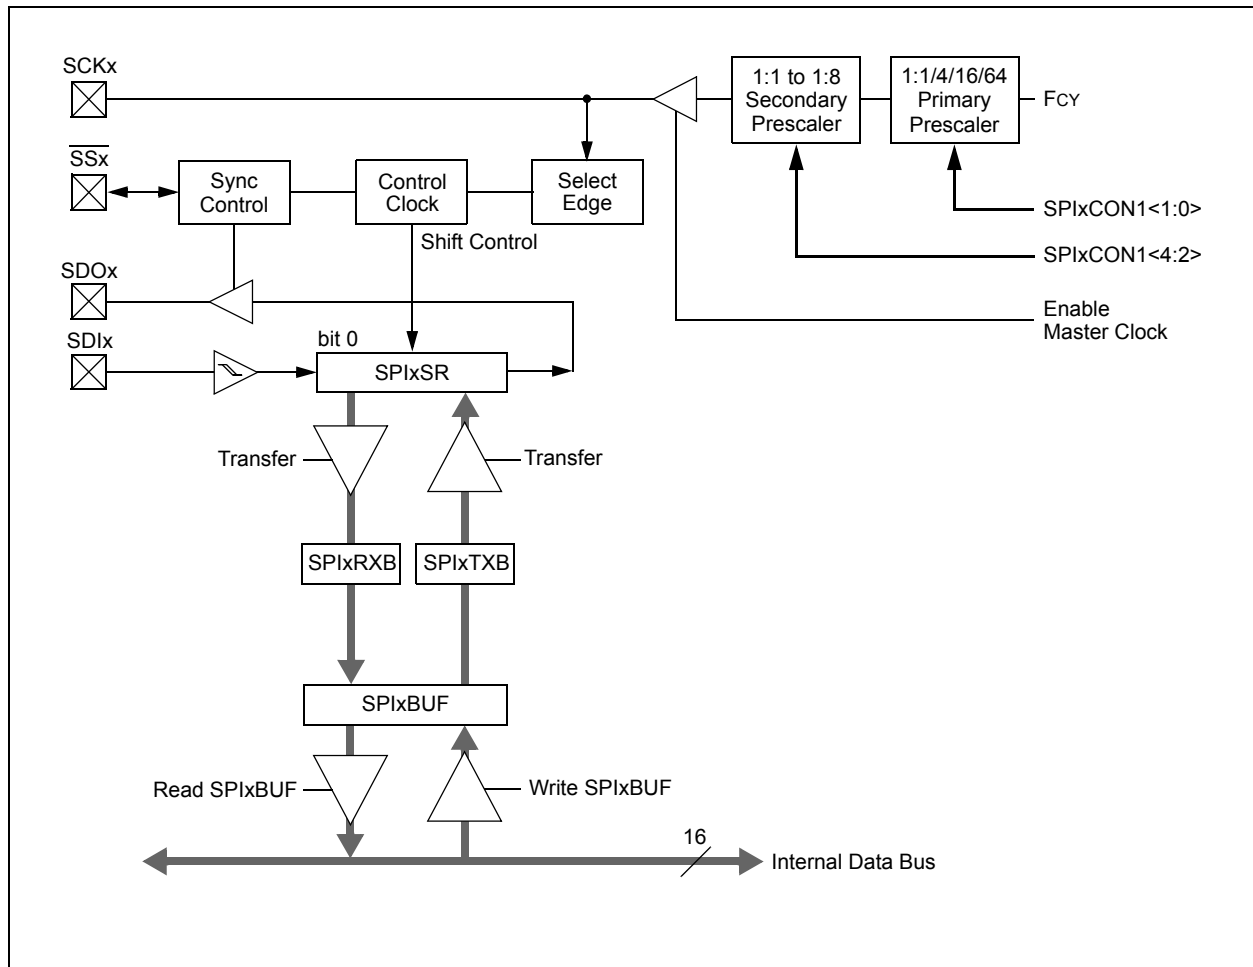 SCKx
1:1 to 1:8
Secondary
Prescaler
1:1/4/16/64
Primary
Prescaler
FCY
SSx
Sync
Control
Control
Clock
Select
Edge
SPIxCON1<1:0>
Shift Control
SPIxCON1<4:2>
SDOx
Enable
Master Clock
SDIx
bit 0
SPIxSR
Transfer
Transfer
SPIxRXB
SPIxTXB
SPIxBUF
Read SPIxBUF
Write SPIxBUF
16
Internal Data Bus